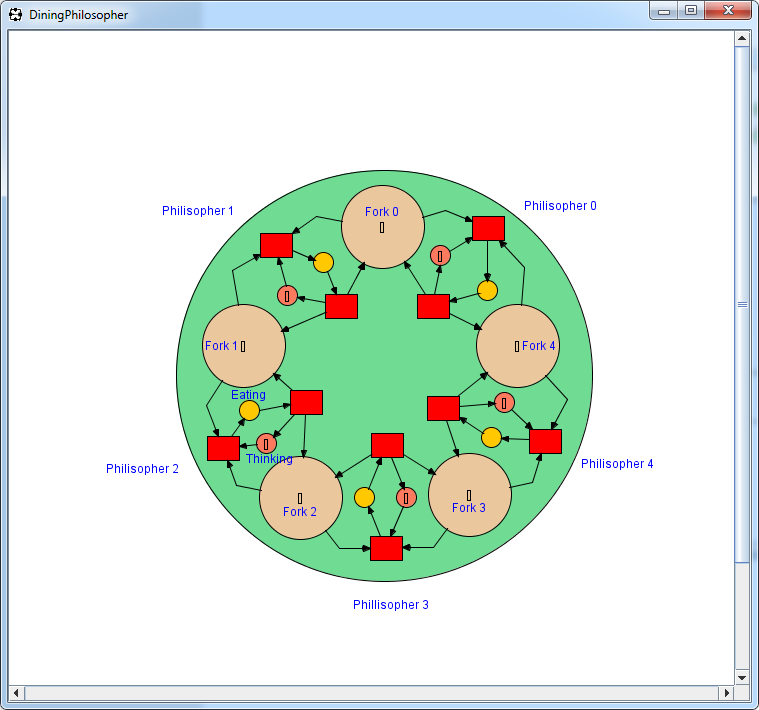 DiningPhilosopher
Philisopher 1
Philisopher 0
Fork 0
Fork 1
Fork 4
Eating
Thinking
Philisopher 2
Philisopher 4
Fork 2
Fork 3
Phillisopher 3